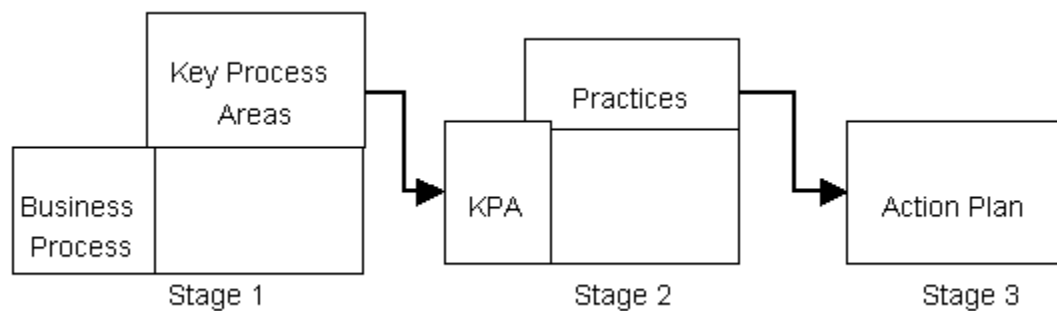 Key Process
Areas
Business
Process
Stage 1
Practices
KPA
Stage 2
Action Plan
Stage 3